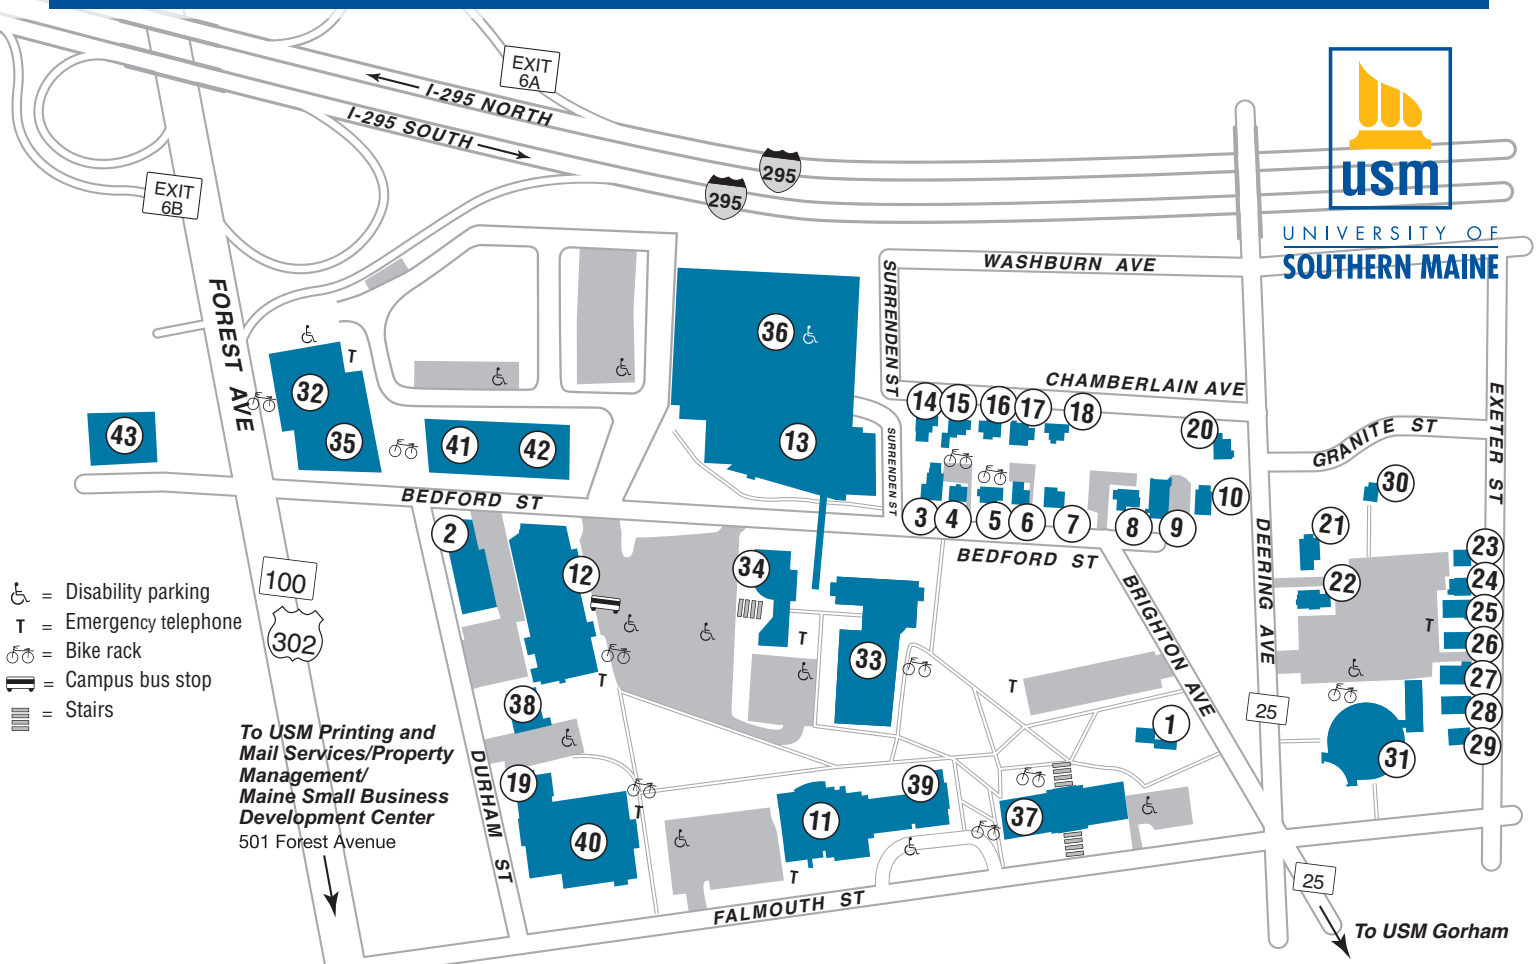 EXIT
6A
I-295 NORTH
I-295 SOUTH
295
295
EXIT
6B
usm
UNIVERSITY OF
SOUTHERN MAINE
WASHBURN AVE
SURRENDEN ST
FOREST AVE
CHAMBERLAIN AVE
EXETER ST
GRANITE ST
SURRENDEN ST
36
32
T
35
43
41
42
13
14
15
16
17
18
20
30
BEDFORD ST
3
4
5
6
7
8
9
10
BEDFORD ST
DEERING AVE
21
22
23
24
25
26
27
28
29
31
T
2
12
34
T
33
T
BRIGHTON AVE
1
25
100
302
= Disability parking
T = Emergency telephone
= Bike rack
= Campus bus stop
= Stairs
To USM Printing and
Mail Services/Property
Management/
Maine Small Business
Development Center
501 Forest Avenue
T
38
19
DURHAM ST
40
T
11
39
37
T
FALMOUTH ST
25
To USM Gorham